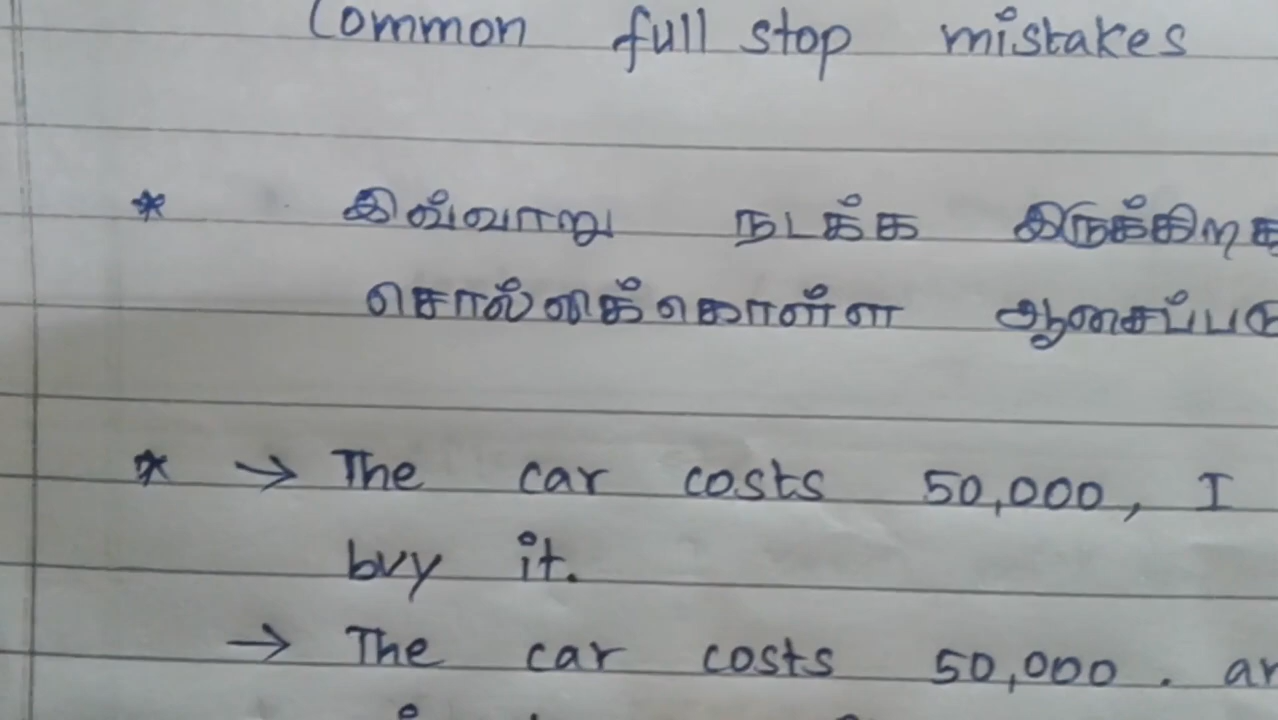 Common full stop mistakes
* இவ்வாறு நடக்க
சொல்லிக்கொள்ள
* → The car costs 50,000, I
buy it.
→ The car costs 50,000.